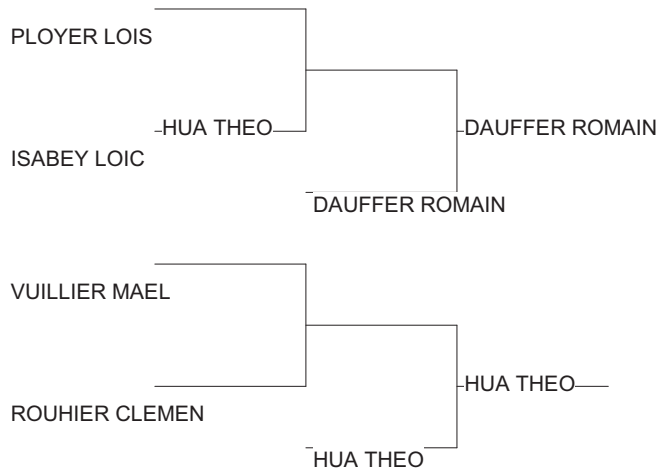 PLOYER LOIS
HUA THEO
DAUFFER ROMAIN
ISABEY LOIC
DAUFFER ROMAIN
VUILLIER MAEL
HUA THEO
ROUHIER CLEMEN
HUA THEO